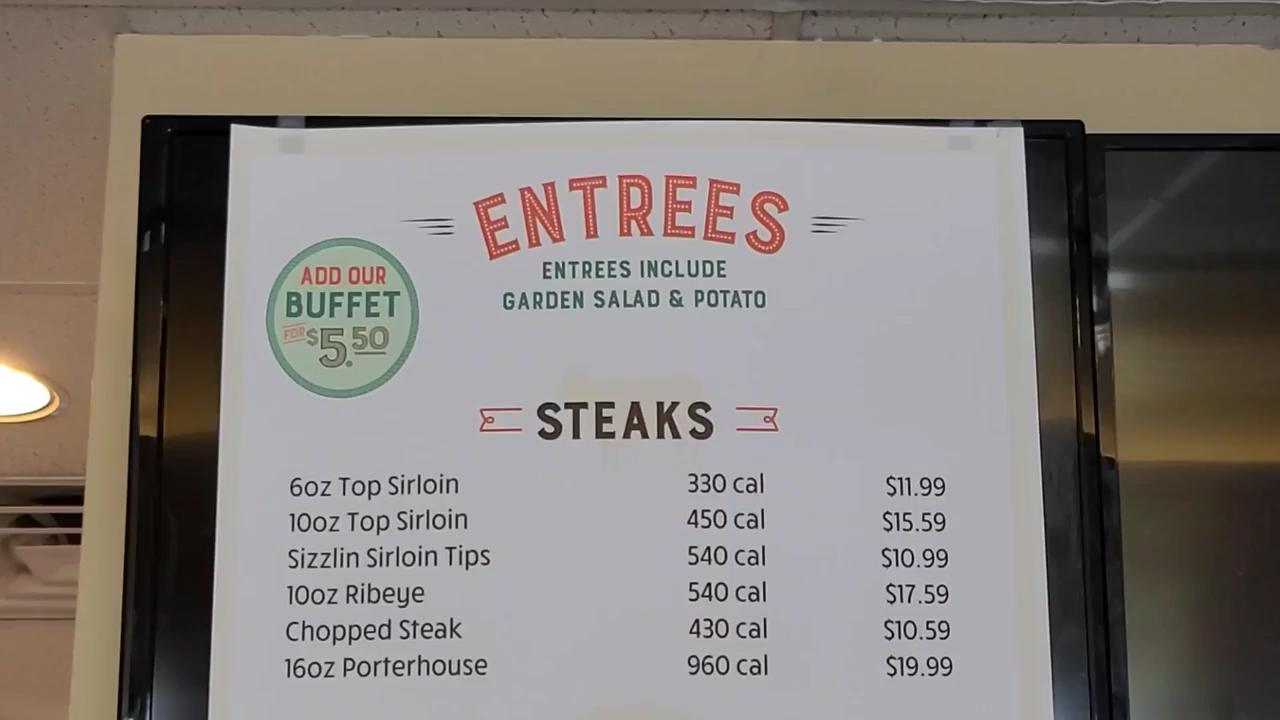 ENTREES
ENTREES INCLUDE
GARDEN SALAD & POTATO
ADD OUR
BUFFET
FOR $5.50
STEAKS
6oz Top Sirloin 330 cal $11.99
10oz Top Sirloin 450 cal $15.59
Sizzlin Sirloin Tips 540 cal $10.99
10oz Ribeye 540 cal $17.59
Chopped Steak 430 cal $10.59
16oz Porterhouse 960 cal $19.99